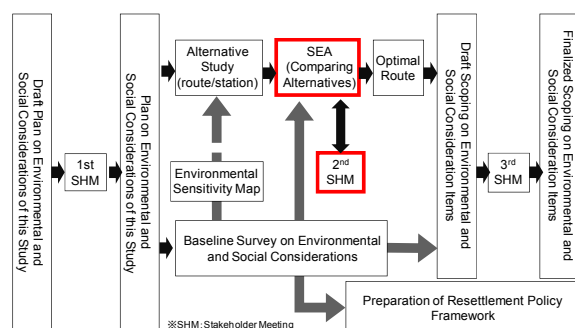 Draft Plan on Environmental and
Social Considerations of this Study
1st
SHM
Plan on Environmental and
Social Considerations of this Study
Alternative
Study
(route/station)
SEA
(Comparing
Alternatives)
Optimal
Route
Environmental
Sensitivity Map
2nd
SHM
Baseline Survey on Environmental
and Social Considerations
Draft Scoping on
Environmental and Social
Consideration Items
3rd
SHM
Finalized Scoping on
Environmental and Social
Consideration Items
Preparation of Resettlement Policy
Framework
※SHM: Stakeholder Meeting